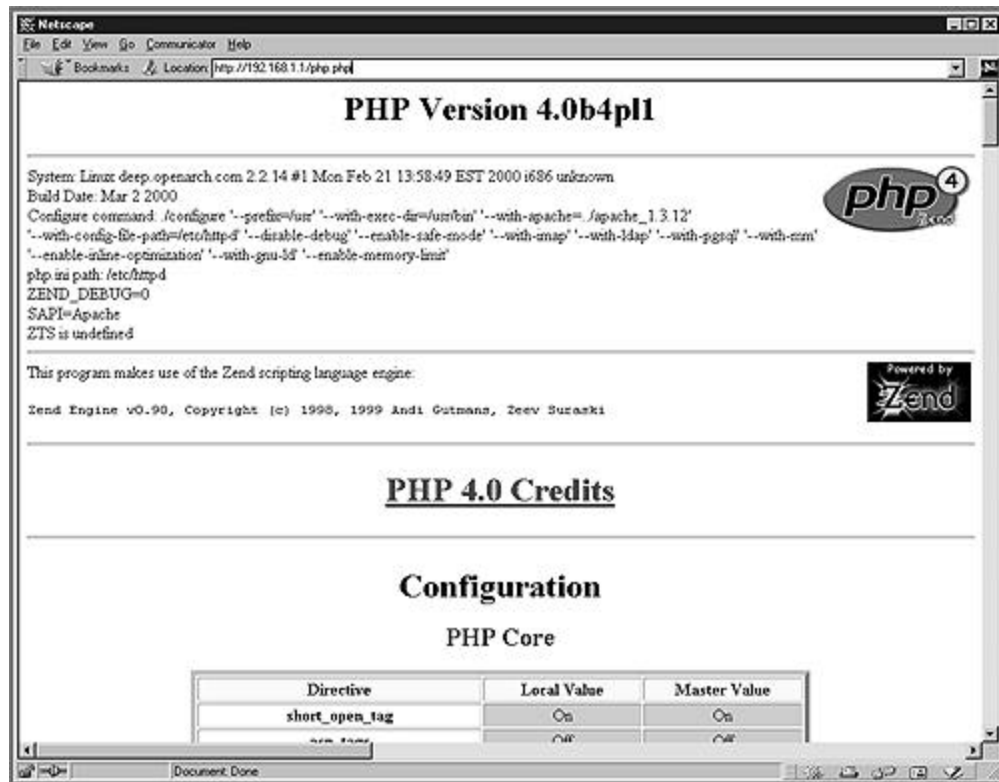 Netscape
File Edit View Go Communicator Help
Bookmarks Location: http://192.168.1.1/php.php
PHP Version 4.0b4pl1
System: Linux deep.openarch.com 2.2.14 #1 Mon Feb 21 13:58:49 EST 2000 i686 unknown
Build Date: Mar 2 2000
Configure command: ./configure '--prefix=/usr' '--with-exec-dir=/usr/bin' '--with-apache=../apache_1.3.12'
'--with-config-file-path=/etc/httpd' '--disable-debug' '--enable-safe-mode' '--with-imap' '--with-ldap' '--with-pgsql' '--with-mm'
'--enable-inline-optimization' '--with-gnu-ld' '--enable-memory-limit'
php.ini path: /etc/httpd
ZEND_DEBUG=0
SAPI=Apache
ZTS is undefined
php 4
Zend
This program makes use of the Zend scripting language engine:
Zend Engine v0.90, Copyright (c) 1998, 1999 Andi Gutmans, Zeev Suraski
Powered by
Zend
PHP 4.0 Credits
Configuration
PHP Core
Directive Local Value Master Value
short_open_tag On On
asp_tags Off Off
Document: Done